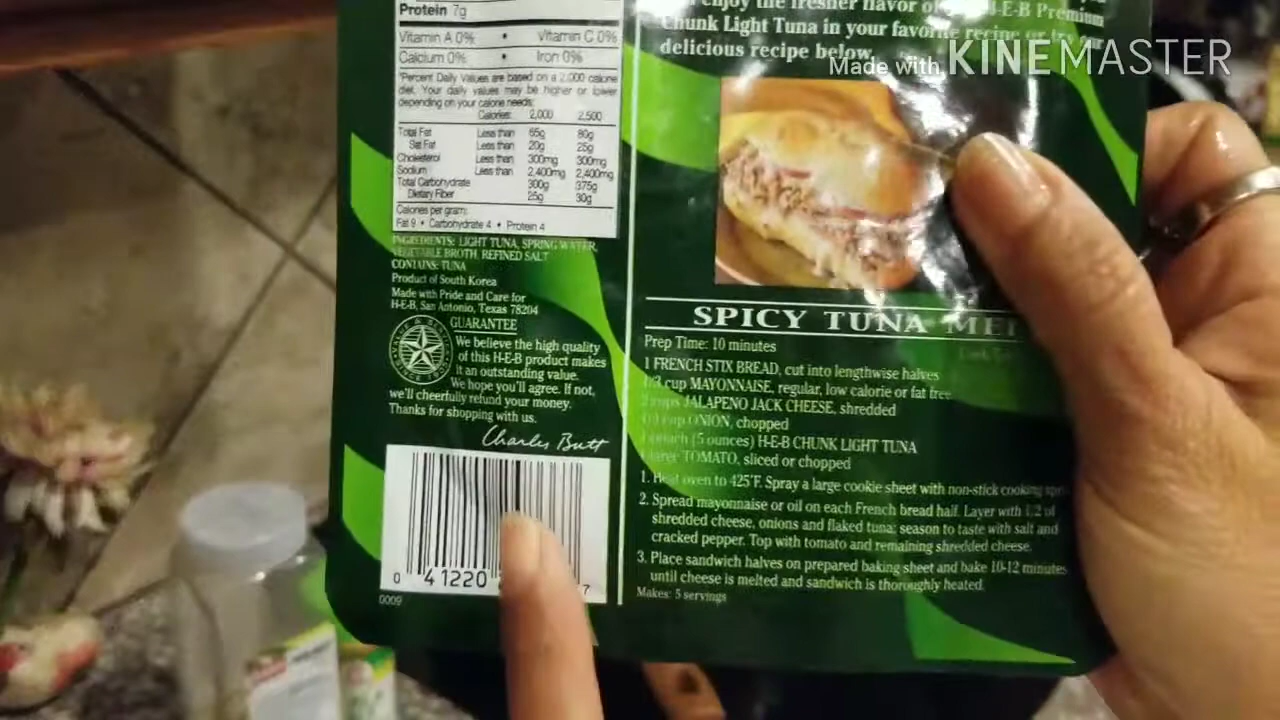 Protein 7g
Vitamin A 0% • Vitamin C 0%
Calcium 0% • Iron 0%
*Percent Daily Values are based on a 2,000 calorie
diet. Your daily values may be higher or lower
depending on your calorie needs:
Calories: 2,000 2,500
Total Fat Less than 65g 80g
Sat Fat Less than 20g 25g
Cholesterol Less than 300mg 300mg
Sodium Less than 2,400mg 2,400mg
Total Carbohydrate 300g 375g
Dietary Fiber 25g 30g
Calories per gram:
Fat 9 • Carbohydrate 4 • Protein 4
INGREDIENTS: LIGHT TUNA, SPRING WATER,
VEGETABLE BROTH, REFINED SALT
CONTAINS: TUNA
Product of South Korea
Made with Pride and Care for
H-E-B, San Antonio, Texas 78204
GUARANTEE
We believe the high quality
of this H-E-B product makes
it an outstanding value.
We hope you'll agree. If not,
we'll cheerfully refund your money.
Thanks for shopping with us.
Charles Butt
0 41220 7
0009
enjoy the fresher flavor of H-E-B Premium
Chunk Light Tuna in your favorite recipe or try our
delicious recipe below.
Made with KINEMASTER
SPICY TUNA MEL
Prep Time: 10 minutes
1 FRENCH STIX BREAD, cut into lengthwise halves
cup MAYONNAISE, regular, low calorie or fat free
cups JALAPENO JACK CHEESE, shredded
cup ONION, chopped
pouch (5 ounces) H-E-B CHUNK LIGHT TUNA
TOMATO, sliced or chopped
1. Heat oven to 425°F. Spray a large cookie sheet with non-stick cooking
2. Spread mayonnaise or oil on each French bread half. Layer with 1/2 of
shredded cheese, onions and flaked tuna; season to taste with salt and
cracked pepper. Top with tomato and remaining shredded cheese.
3. Place sandwich halves on prepared baking sheet and bake 10-12 minutes
until cheese is melted and sandwich is thoroughly heated.
Makes: 5 servings